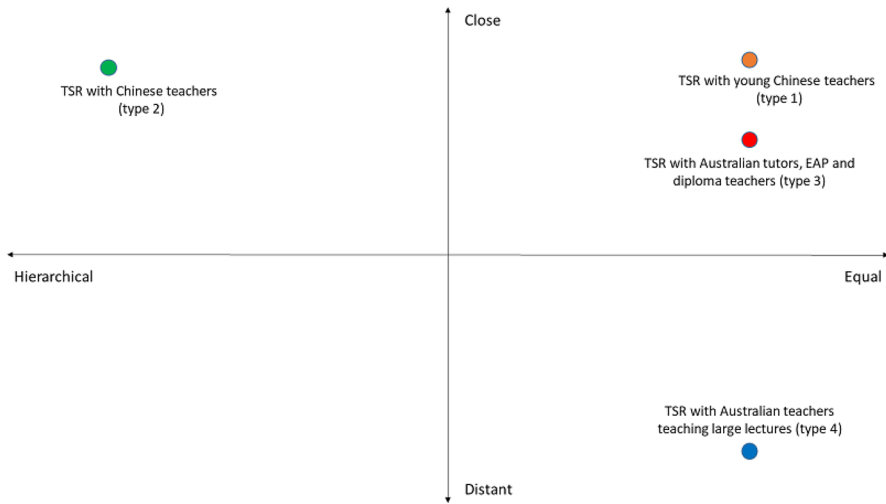 Close
TSR with Chinese teachers
(type 2)
TSR with young Chinese teachers
(type 1)
TSR with Australian tutors, EAP and
diploma teachers (type 3)
Hierarchical
Equal
TSR with Australian teachers
teaching large lectures (type 4)
Distant